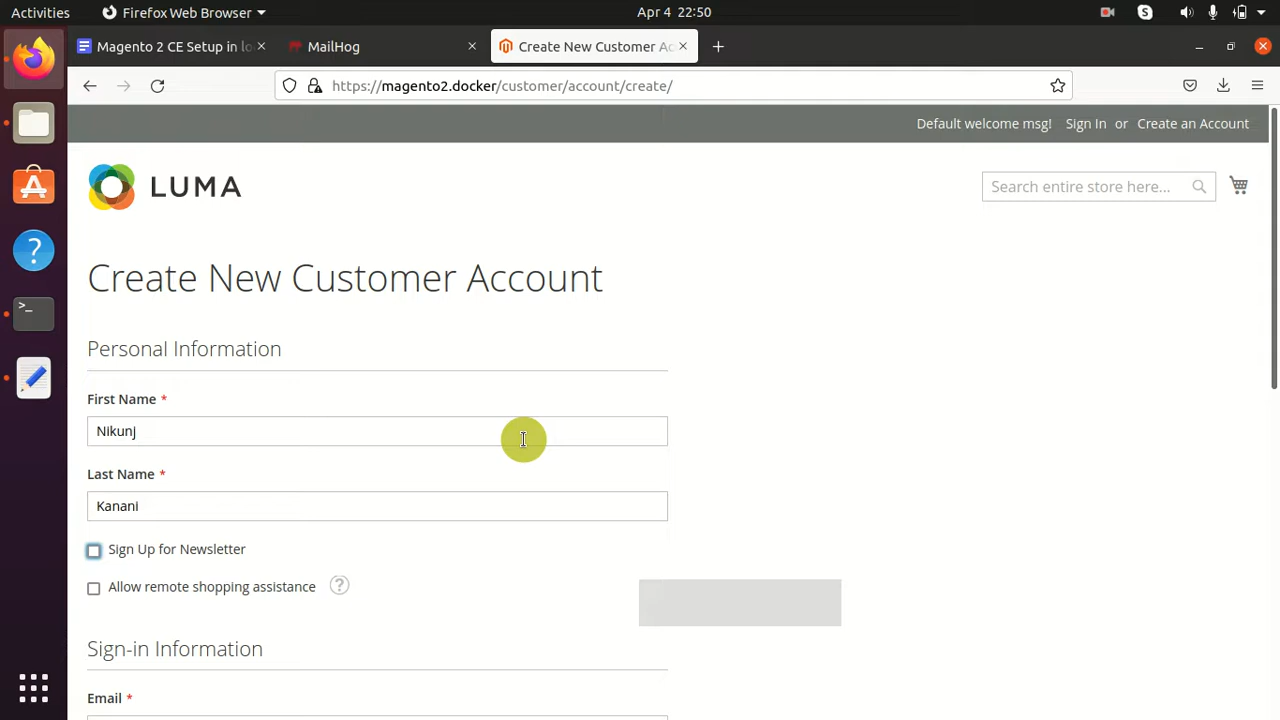 Activities
Firefox Web Browser
Apr 4 22:50
Magento 2 CE Setup in lo
MailHog
Create New Customer Ac
https://magento2.docker/customer/account/create/
Default welcome msg!
Sign In or Create an Account
LUMA
Search entire store here...
Create New Customer Account
Personal Information
First Name *
Nikunj
Last Name *
Kanani
Sign Up for Newsletter
Allow remote shopping assistance ?
Sign-in Information
Email *